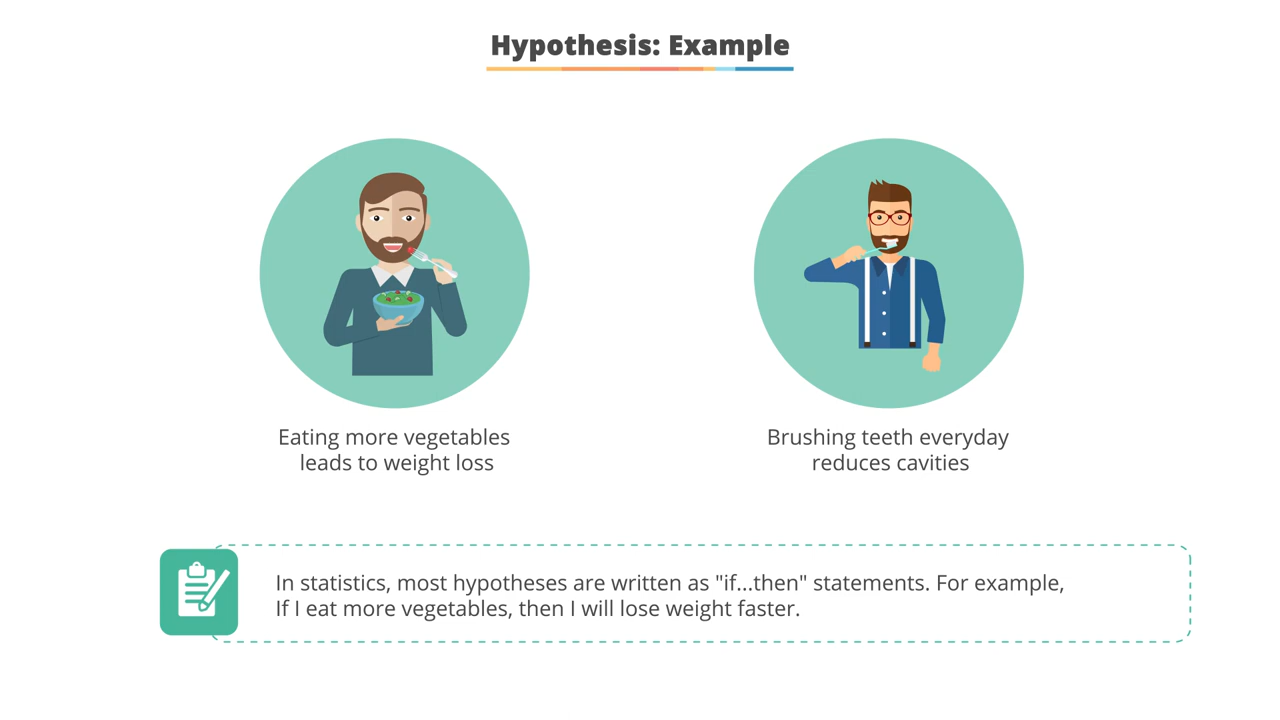 Hypothesis: Example
Eating more vegetables
leads to weight loss
Brushing teeth everyday
reduces cavities
In statistics, most hypotheses are written as "if...then" statements. For example,
If I eat more vegetables, then I will lose weight faster.